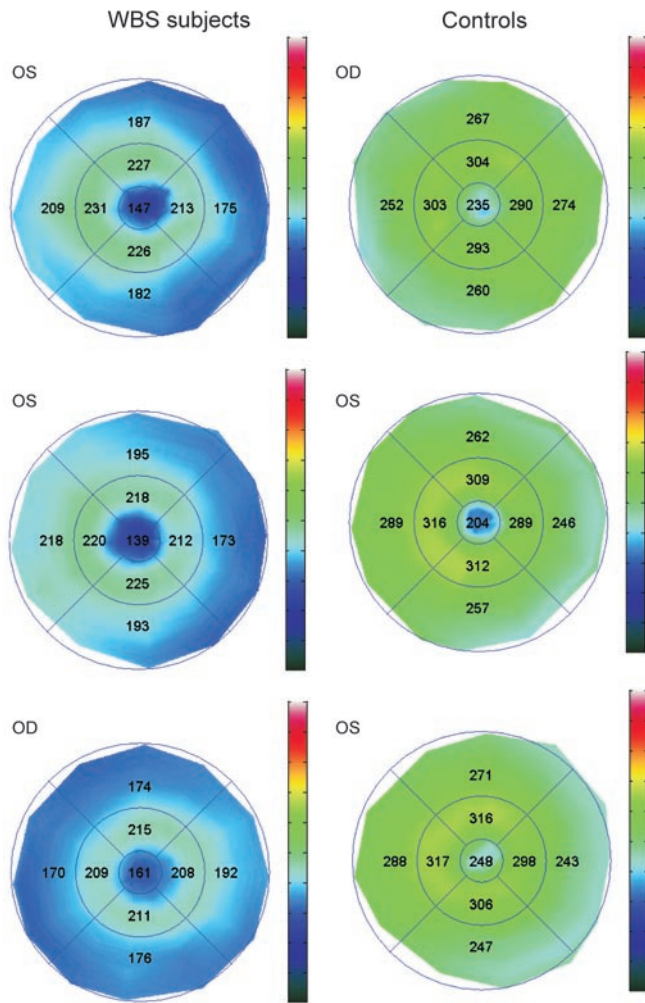 WBS subjects Controls
OS OD
187 267
227 304
209 231 147 213 175 252 303 235 290 274
226 293
182 260
OS OS
195 262
218 309
218 220 139 212 173 289 316 204 289 246
225 312
193 257
OD OS
174 271
215 316
170 209 161 208 192 288 317 248 298 243
211 306
176 247